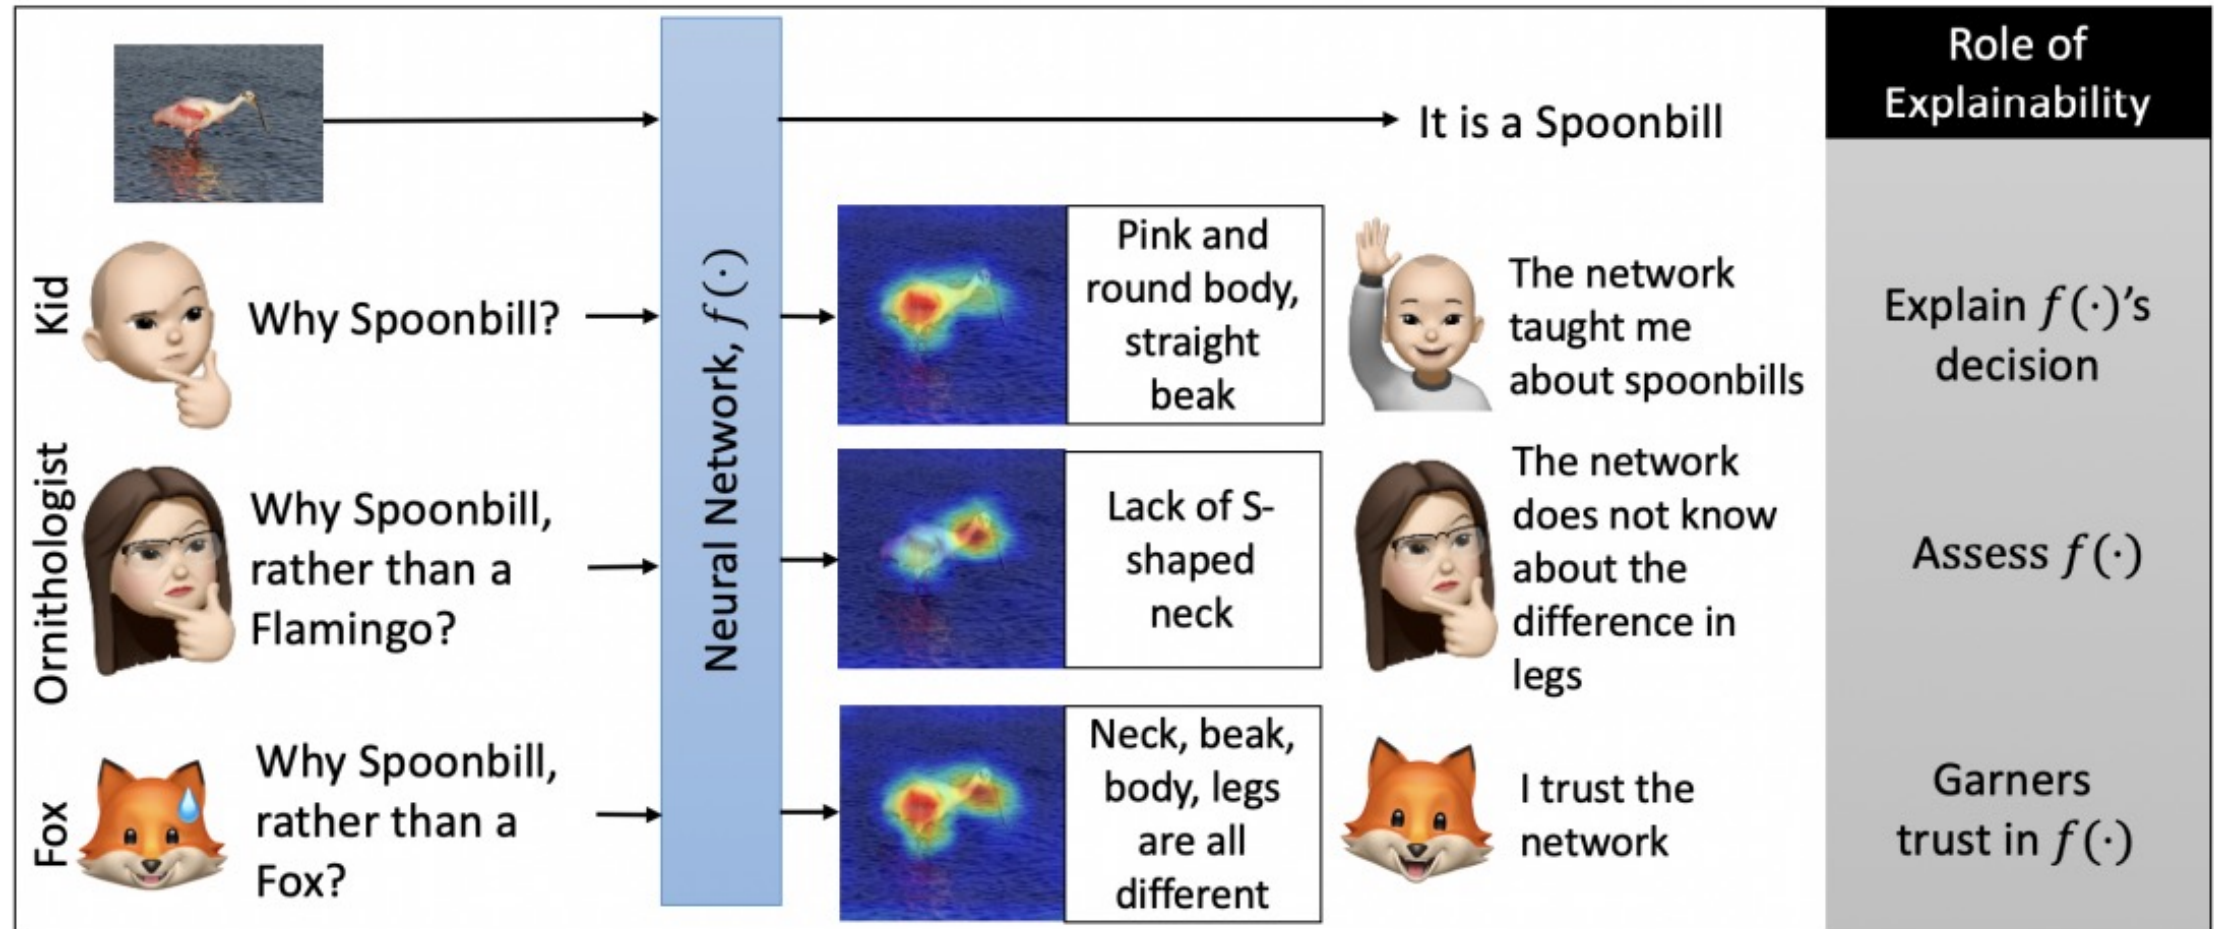 Role of
Explainability
It is a Spoonbill
Neural Network, f(·)
Kid
Why Spoonbill?
Pink and
round body,
straight
beak
The network
taught me
about spoonbills
Explain f(·)’s
decision
Ornithologist
Why Spoonbill,
rather than a
Flamingo?
Lack of S-
shaped
neck
The network
does not know
about the
difference in
legs
Assess f(·)
Fox
Why Spoonbill,
rather than a
Fox?
Neck, beak,
body, legs
are all
different
I trust the
network
Garners
trust in f(·)